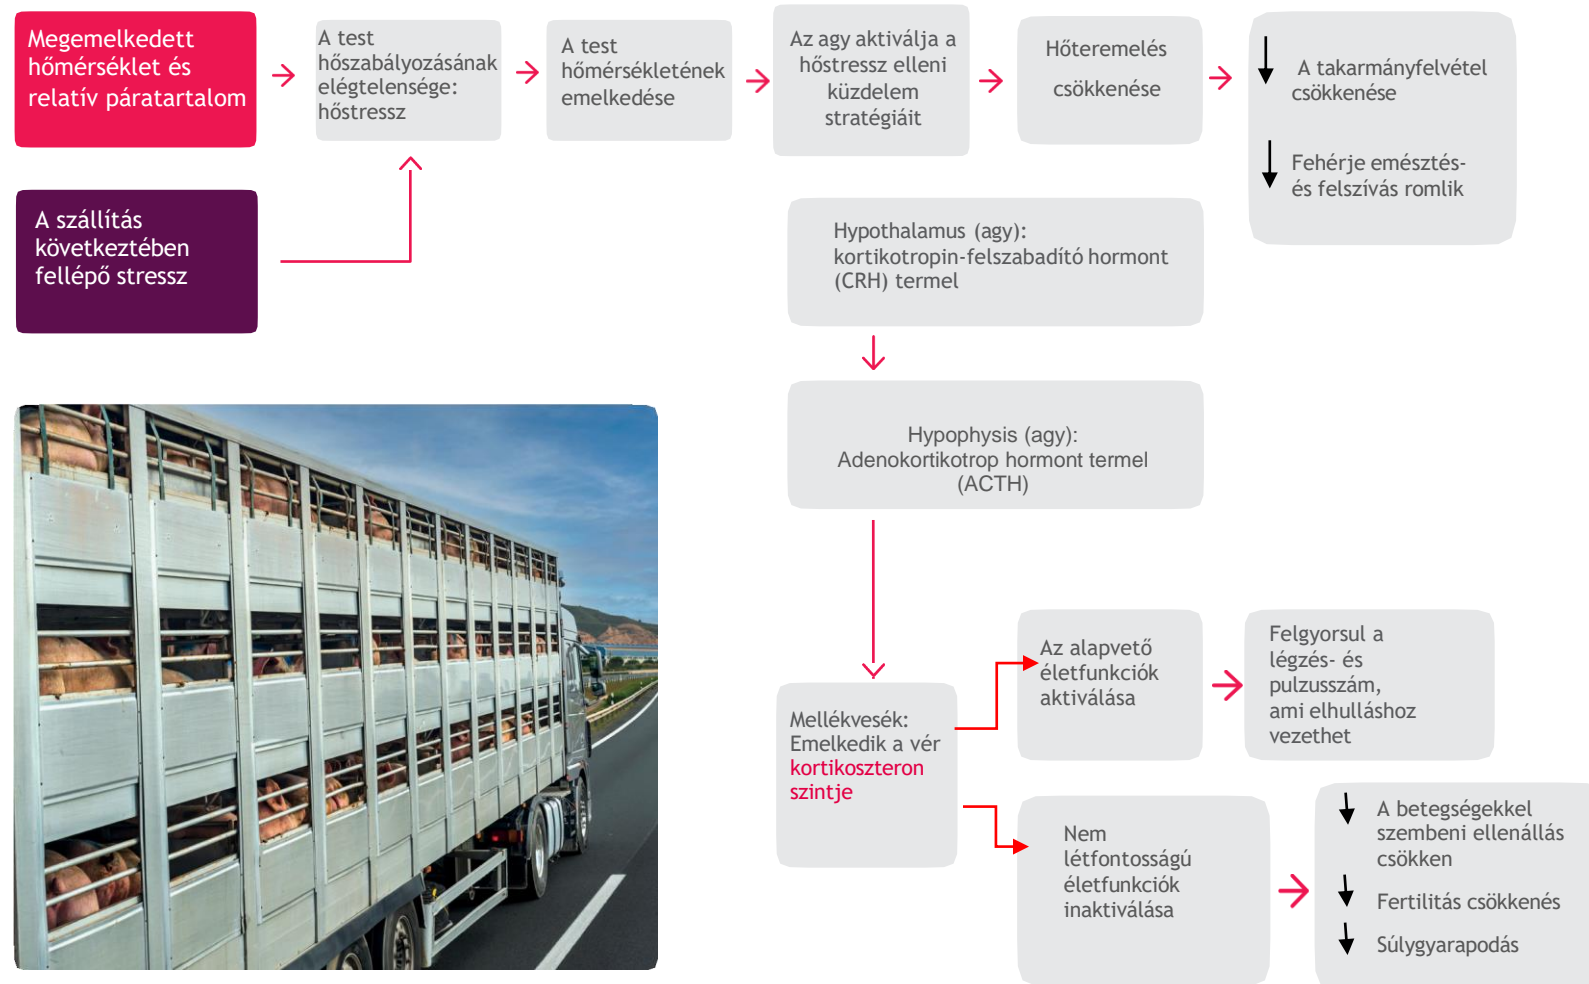 Megemelkedett
hőmérséklet és
relatív páratartalom
A test
hőszabályozásának
elégtelensége:
hőstressz
A test
hőmérsékletének
emelkedése
Az agy aktiválja a
hőstressz elleni
küzdelem
stratégiáit
Hőteremelés
csökkenése
A takarmányfelvétel
csökkenése
Fehérje emésztés-
és felszívás romlik
A szállítás
következtében
fellépő stressz
Hypothalamus (agy):
kortikotropin-felszabadító hormont
(CRH) termel
Hypophysis (agy):
Adenokortikotrop hormont termel
(ACTH)
Mellékvesék:
Emelkedik a vér
kortikoszteron
szintje
Az alapvető
életfunkciók
aktiválása
Felgyorsul a
légzés- és
pulzusszám,
ami elhulláshoz
vezethet
Nem
létfontosságú
életfunkciók
inaktiválása
A betegségekkel
szembeni ellenállás
csökken
Fertilitás csökkenés
Súlygyarapodás